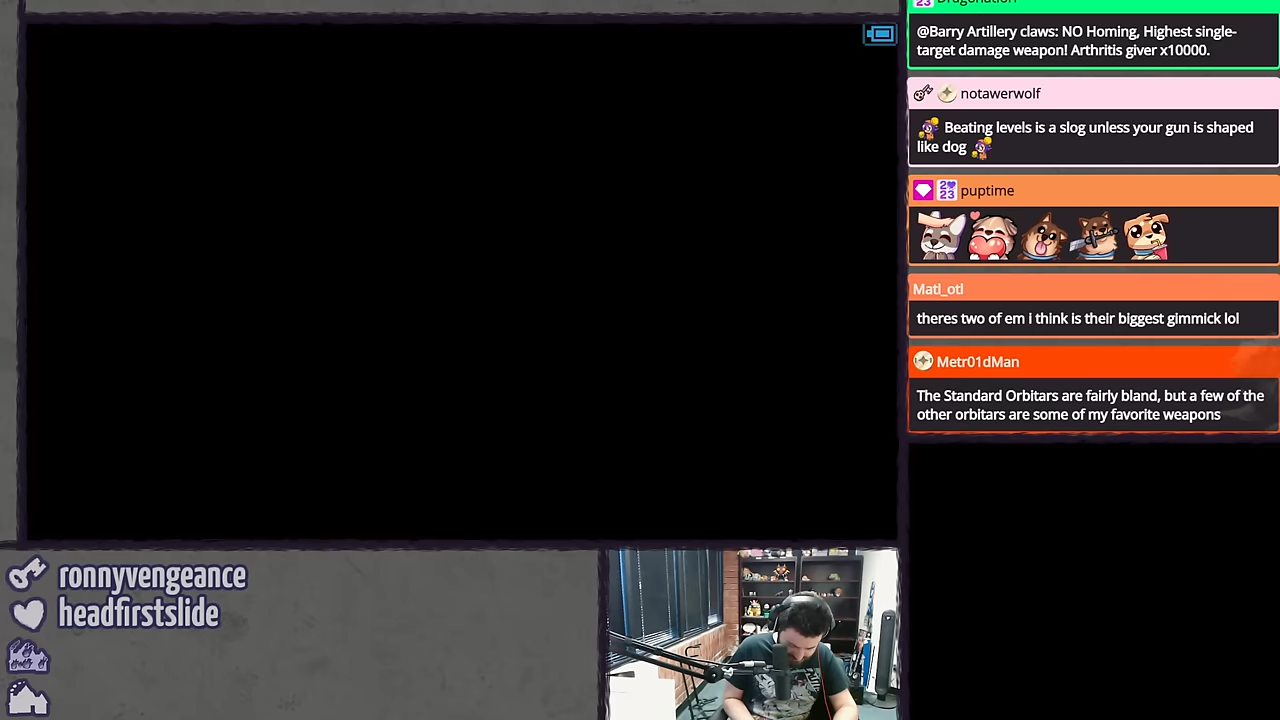 Dragonation
@Barry Artillery claws: NO Homing, Highest single-
target damage weapon! Arthritis giver x10000.
notawerwolf
Beating levels is a slog unless your gun is shaped
like dog
puptime
Matl_otl
theres two of em i think is their biggest gimmick lol
Metr01dMan
The Standard Orbitars are fairly bland, but a few of the
other orbitars are some of my favorite weapons
ronnyvengeance
headfirstslide